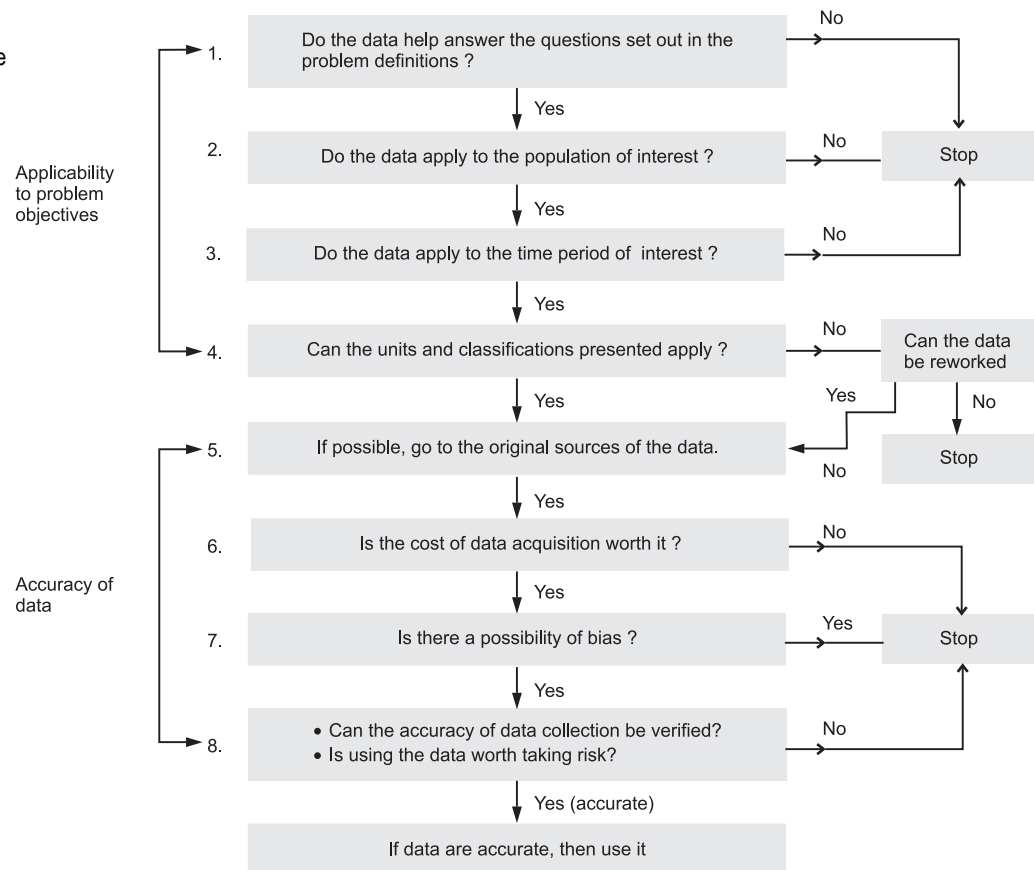 e
1.
Do the data help answer the questions set out in the
problem definitions ?
No
Yes
Applicability
to problem
objectives
2.
Do the data apply to the population of interest ?
No
Stop
Yes
3.
Do the data apply to the time period of interest ?
No
Yes
4.
Can the units and classifications presented apply ?
No
Can the data
be reworked
Yes
Yes
No
5.
If possible, go to the original sources of the data.
No
Stop
Yes
Accuracy of
data
6.
Is the cost of data acquisition worth it ?
No
Yes
7.
Is there a possibility of bias ?
Yes
Stop
Yes
8.
• Can the accuracy of data collection be verified?
• Is using the data worth taking risk?
No
Yes (accurate)
If data are accurate, then use it